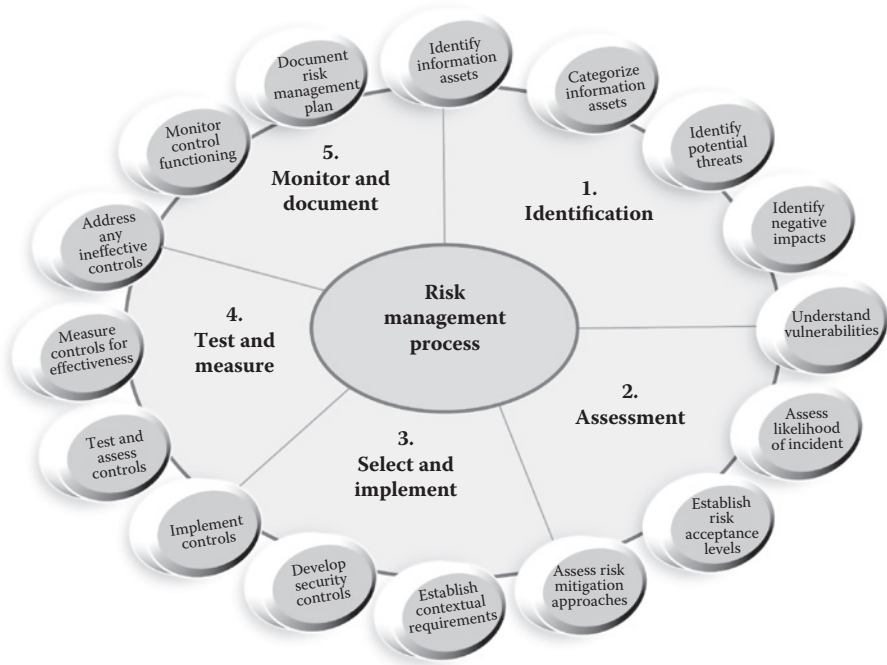 Risk
management
process
1.
Identification
2.
Assessment
3.
Select and
implement
4.
Test and
measure
5.
Monitor and
document
Identify
information
assets
Categorize
information
assets
Identify
potential
threats
Identify
negative
impacts
Understand
vulnerabilities
Assess
likelihood
of incident
Establish
risk
acceptance
levels
Assess risk
mitigation
approaches
Establish
contextual
requirements
Develop
security
controls
Implement
controls
Test and
assess
controls
Measure
controls for
effectiveness
Address
any
ineffective
controls
Monitor
control
functioning
Document
risk
management
plan